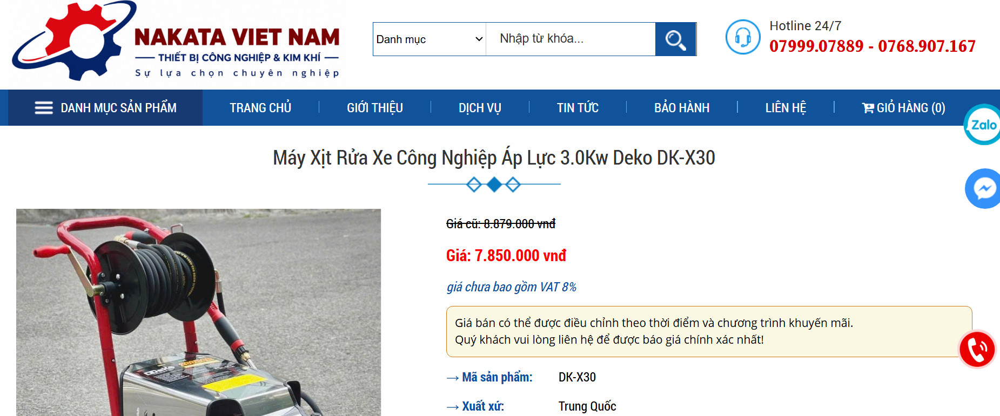 NAKATA VIET NAM
THIẾT BỊ CÔNG NGHIỆP & KIM KHÍ
Sự lựa chọn chuyên nghiệp
Danh mục
Nhập từ khóa...
Hotline 24/7
07999.07889 - 0768.907.167
DANH MỤC SẢN PHẨM
TRANG CHỦ
GIỚI THIỆU
DỊCH VỤ
TIN TỨC
BẢO HÀNH
LIÊN HỆ
GIỎ HÀNG (0)
Zalo
Máy Xịt Rửa Xe Công Nghiệp Áp Lực 3.0Kw Deko DK-X30
Giá cũ: 8.879.000 vnđ
Giá: 7.850.000 vnđ
giá chưa bao gồm VAT 8%
Giá bán có thể được điều chỉnh theo thời điểm và chương trình khuyến mãi.
Quý khách vui lòng liên hệ để được báo giá chính xác nhất!
→ Mã sản phẩm: DK-X30
→ Xuất xứ: Trung Quốc